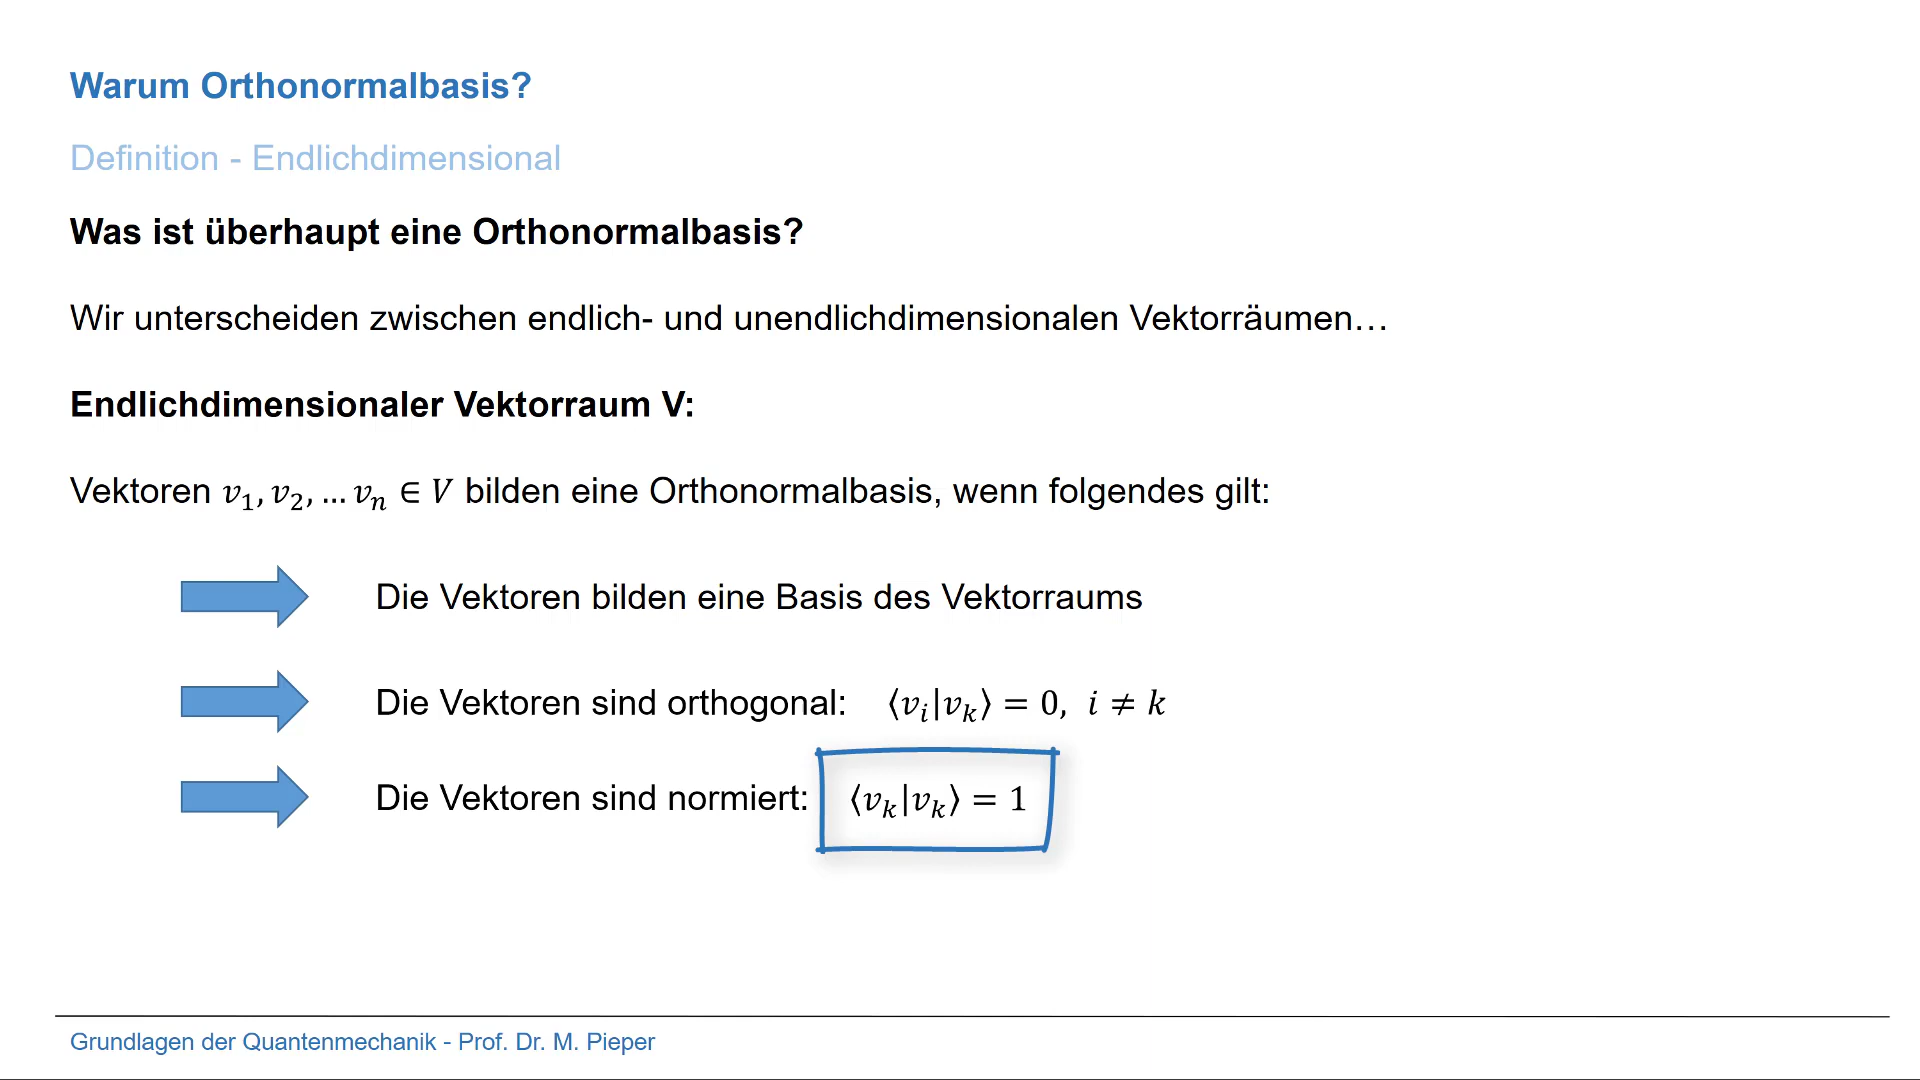 Warum Orthonormalbasis?
Definition - Endlichdimensional
Was ist überhaupt eine Orthonormalbasis?
Wir unterscheiden zwischen endlich- und unendlichdimensionalen Vektorräumen…
Endlichdimensionaler Vektorraum V:
Vektoren v₁, v₂, … vₙ ∈ V bilden eine Orthonormalbasis, wenn folgendes gilt:
Die Vektoren bilden eine Basis des Vektorraums
Die Vektoren sind orthogonal: ⟨vᵢ|vₖ⟩ = 0, i ≠ k
Die Vektoren sind normiert: ⟨vₖ|vₖ⟩ = 1
Grundlagen der Quantenmechanik - Prof. Dr. M. Pieper